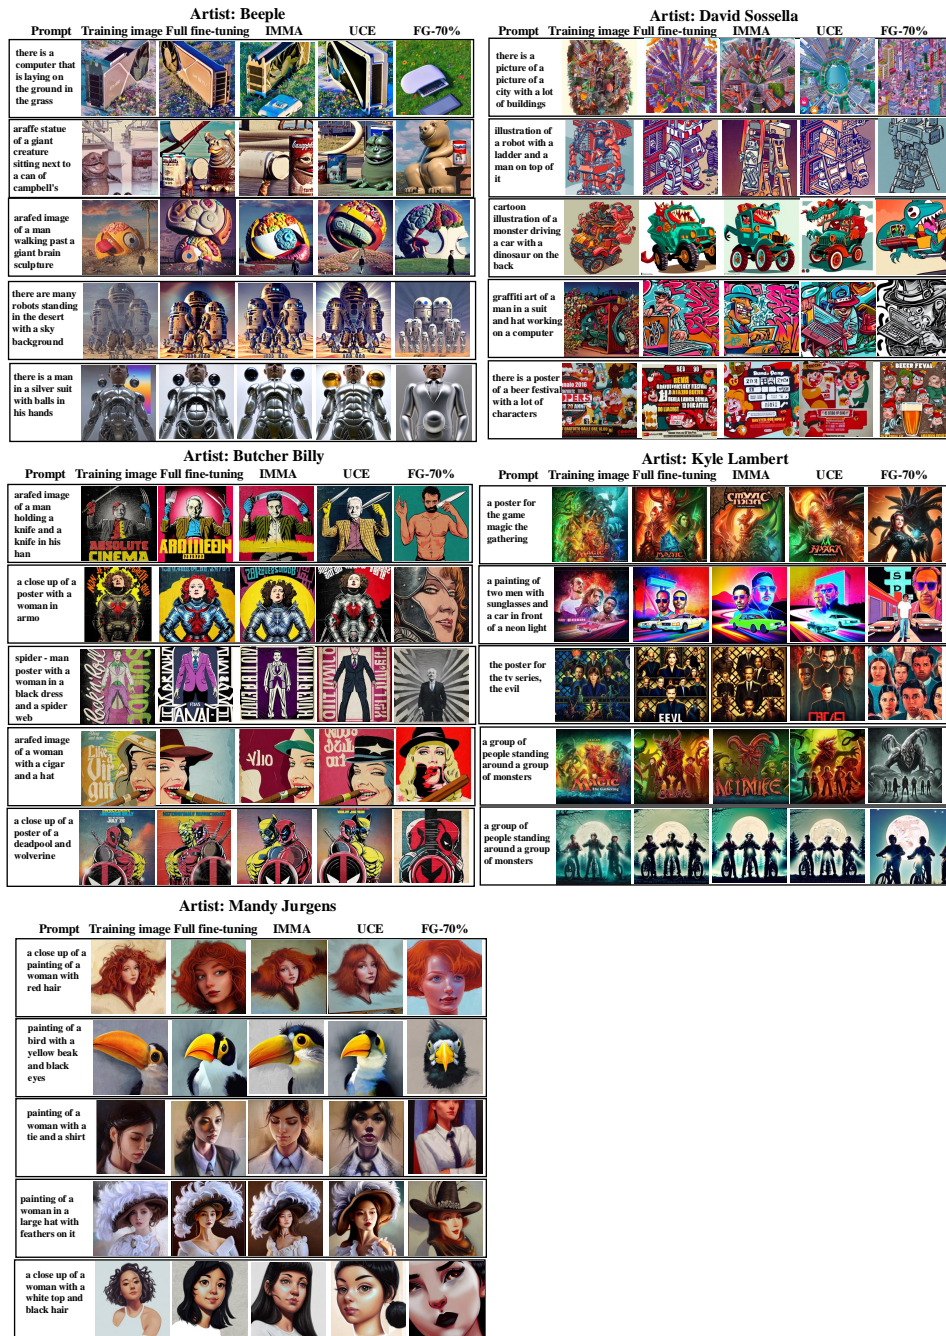 Artist: Beeple
Prompt Training image Full fine-tuning IMMA UCE FG-70%
there is a
computer that
is laying on
the ground in
the grass
araffe statue
of a giant
creature
sitting next to
a can of
campbell's
arafed image
of a man
walking past a
giant brain
sculpture
there are many
robots standing
in the desert
with a sky
background
there is a man
in a silver suit
with balls in
his hands
Artist: David Sossella
Prompt Training image Full fine-tuning IMMA UCE FG-70%
there is a
picture of a
picture of a
city with a lot
of buildings
illustration of
a robot with a
ladder and a
man on top of
it
cartoon
illustration of a
monster driving
a car with a
dinosaur on the
back
graffiti art of a
man in a suit
and hat working
on a computer
there is a poster
of a beer festival
with a lot of
characters
Artist: Butcher Billy
Prompt Training image Full fine-tuning IMMA UCE FG-70%
arafed image
of a man
holding a
knife and a
knife in his
han
ABSOLUTE
CINEMA
a close up of a
poster with a
woman in
armo
spider - man
poster with a
woman in a
black dress
and a spider
web
arafed image
of a woman
with a cigar
and a hat
Like a
Vir
gin
a close up of a
poster of a
deadpool and
wolverine
Artist: Kyle Lambert
Prompt Training image Full fine-tuning IMMA UCE FG-70%
a poster for
the game
magic the
gathering
MAGIC
a painting of
two men with
sunglasses and
a car in front
of a neon light
the poster for
the tv series,
the evil
EEVL
a group of
people standing
around a group
of monsters
MAGIC
a group of
people standing
around a group
of monsters
Artist: Mandy Jurgens
Prompt Training image Full fine-tuning IMMA UCE FG-70%
a close up of a
painting of a
woman with
red hair
painting of a
bird with a
yellow beak
and black
eyes
painting of a
woman with a
tie and a shirt
painting of a
woman in a
large hat with
feathers on it
a close up of a
woman with a
white top and
black hair